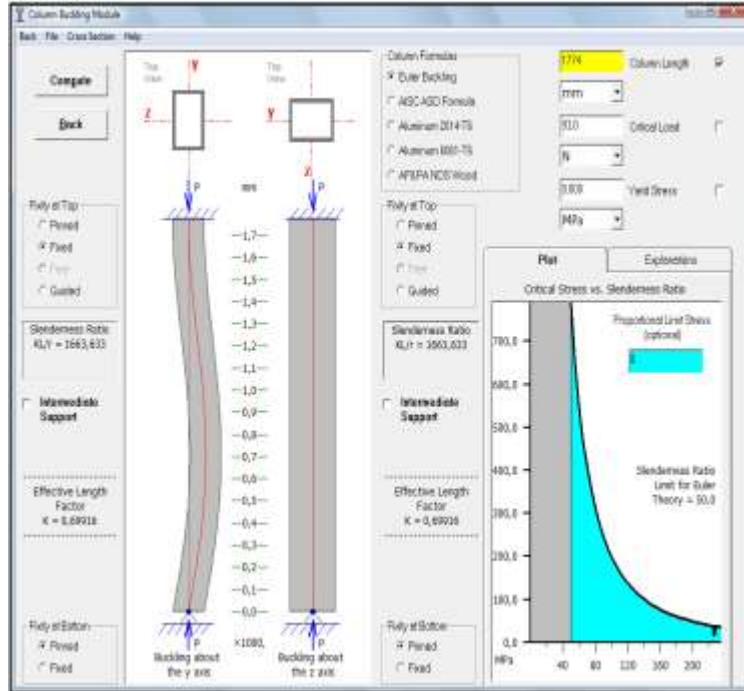 Column Buckling Module
Back File Cross Section Help
Compute
Back
Top
View
y
z
Top
View
y
z
P
mm
P
Fixity at Top
Pinned
Fixed
Free
Guided
Slenderness Ratio
KL/r = 1663,633
Intermediate
Support
Effective Length
Factor
K = 0,69916
Fixity at Bottom
Pinned
Fixed
1,7
1,6
1,5
1,4
1,3
1,2
1,1
1,0
0,9
0,8
0,7
0,6
0,5
0,4
0,3
0,2
0,1
0,0
×1000,
P
Buckling about
the y axis
P
Buckling about
the z axis
Column Formulas
Euler Buckling
AISC-ASD Formula
Aluminum 2014-T6
Aluminum 6061-T6
AF&PA NDS Wood
Fixity at Top
Pinned
Fixed
Free
Guided
Slenderness Ratio
KL/r = 1663,633
Intermediate
Support
Effective Length
Factor
K = 0,69916
Fixity at Bottom
Pinned
Fixed
1774
Column Length
mm
Critical Load
N
Yield Stress
MPa
Plot
Explanations
Critical Stress vs. Slenderness Ratio
Proportional Limit Stress
(optional)
700,0
600,0
500,0
400,0
300,0
200,0
100,0
0,0
MPa
40 80 120 160 200
Slenderness Ratio
Limit for Euler
Theory = 50.0